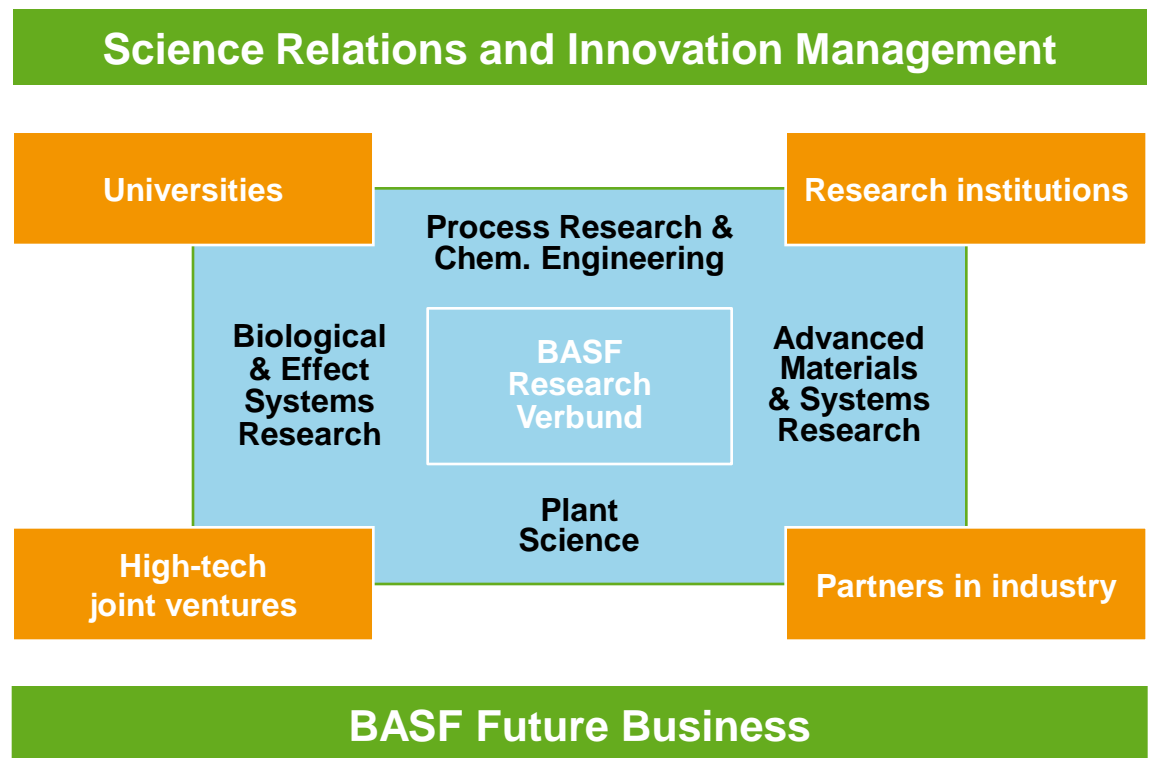 Science Relations and Innovation Management
Universities
Research institutions
Process Research &
Chem. Engineering
Biological
& Effect
Systems
Research
BASF
Research
Verbund
Advanced
Materials
& Systems
Research
Plant
Science
High-tech
joint ventures
Partners in industry
BASF Future Business